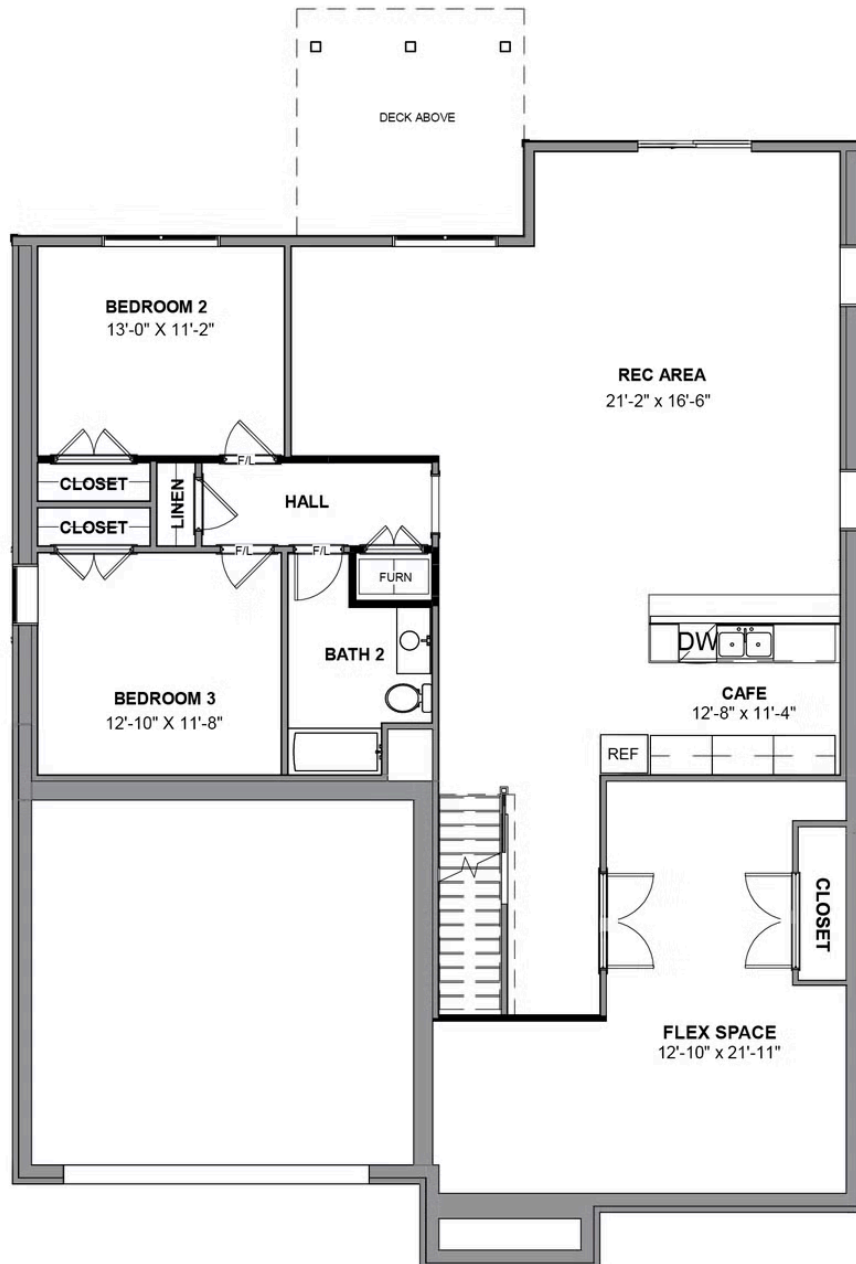 DECK ABOVE
BEDROOM 2
13'-0" X 11'-2"
REC AREA
21'-2" x 16'-6"
F/L
CLOSET
LINEN
HALL
CLOSET
F/L
F/L
FURN
DW
BATH 2
CAFE
12'-8" x 11'-4"
BEDROOM 3
12'-10" X 11'-8"
REF
CLOSET
FLEX SPACE
12'-10" x 21'-11"